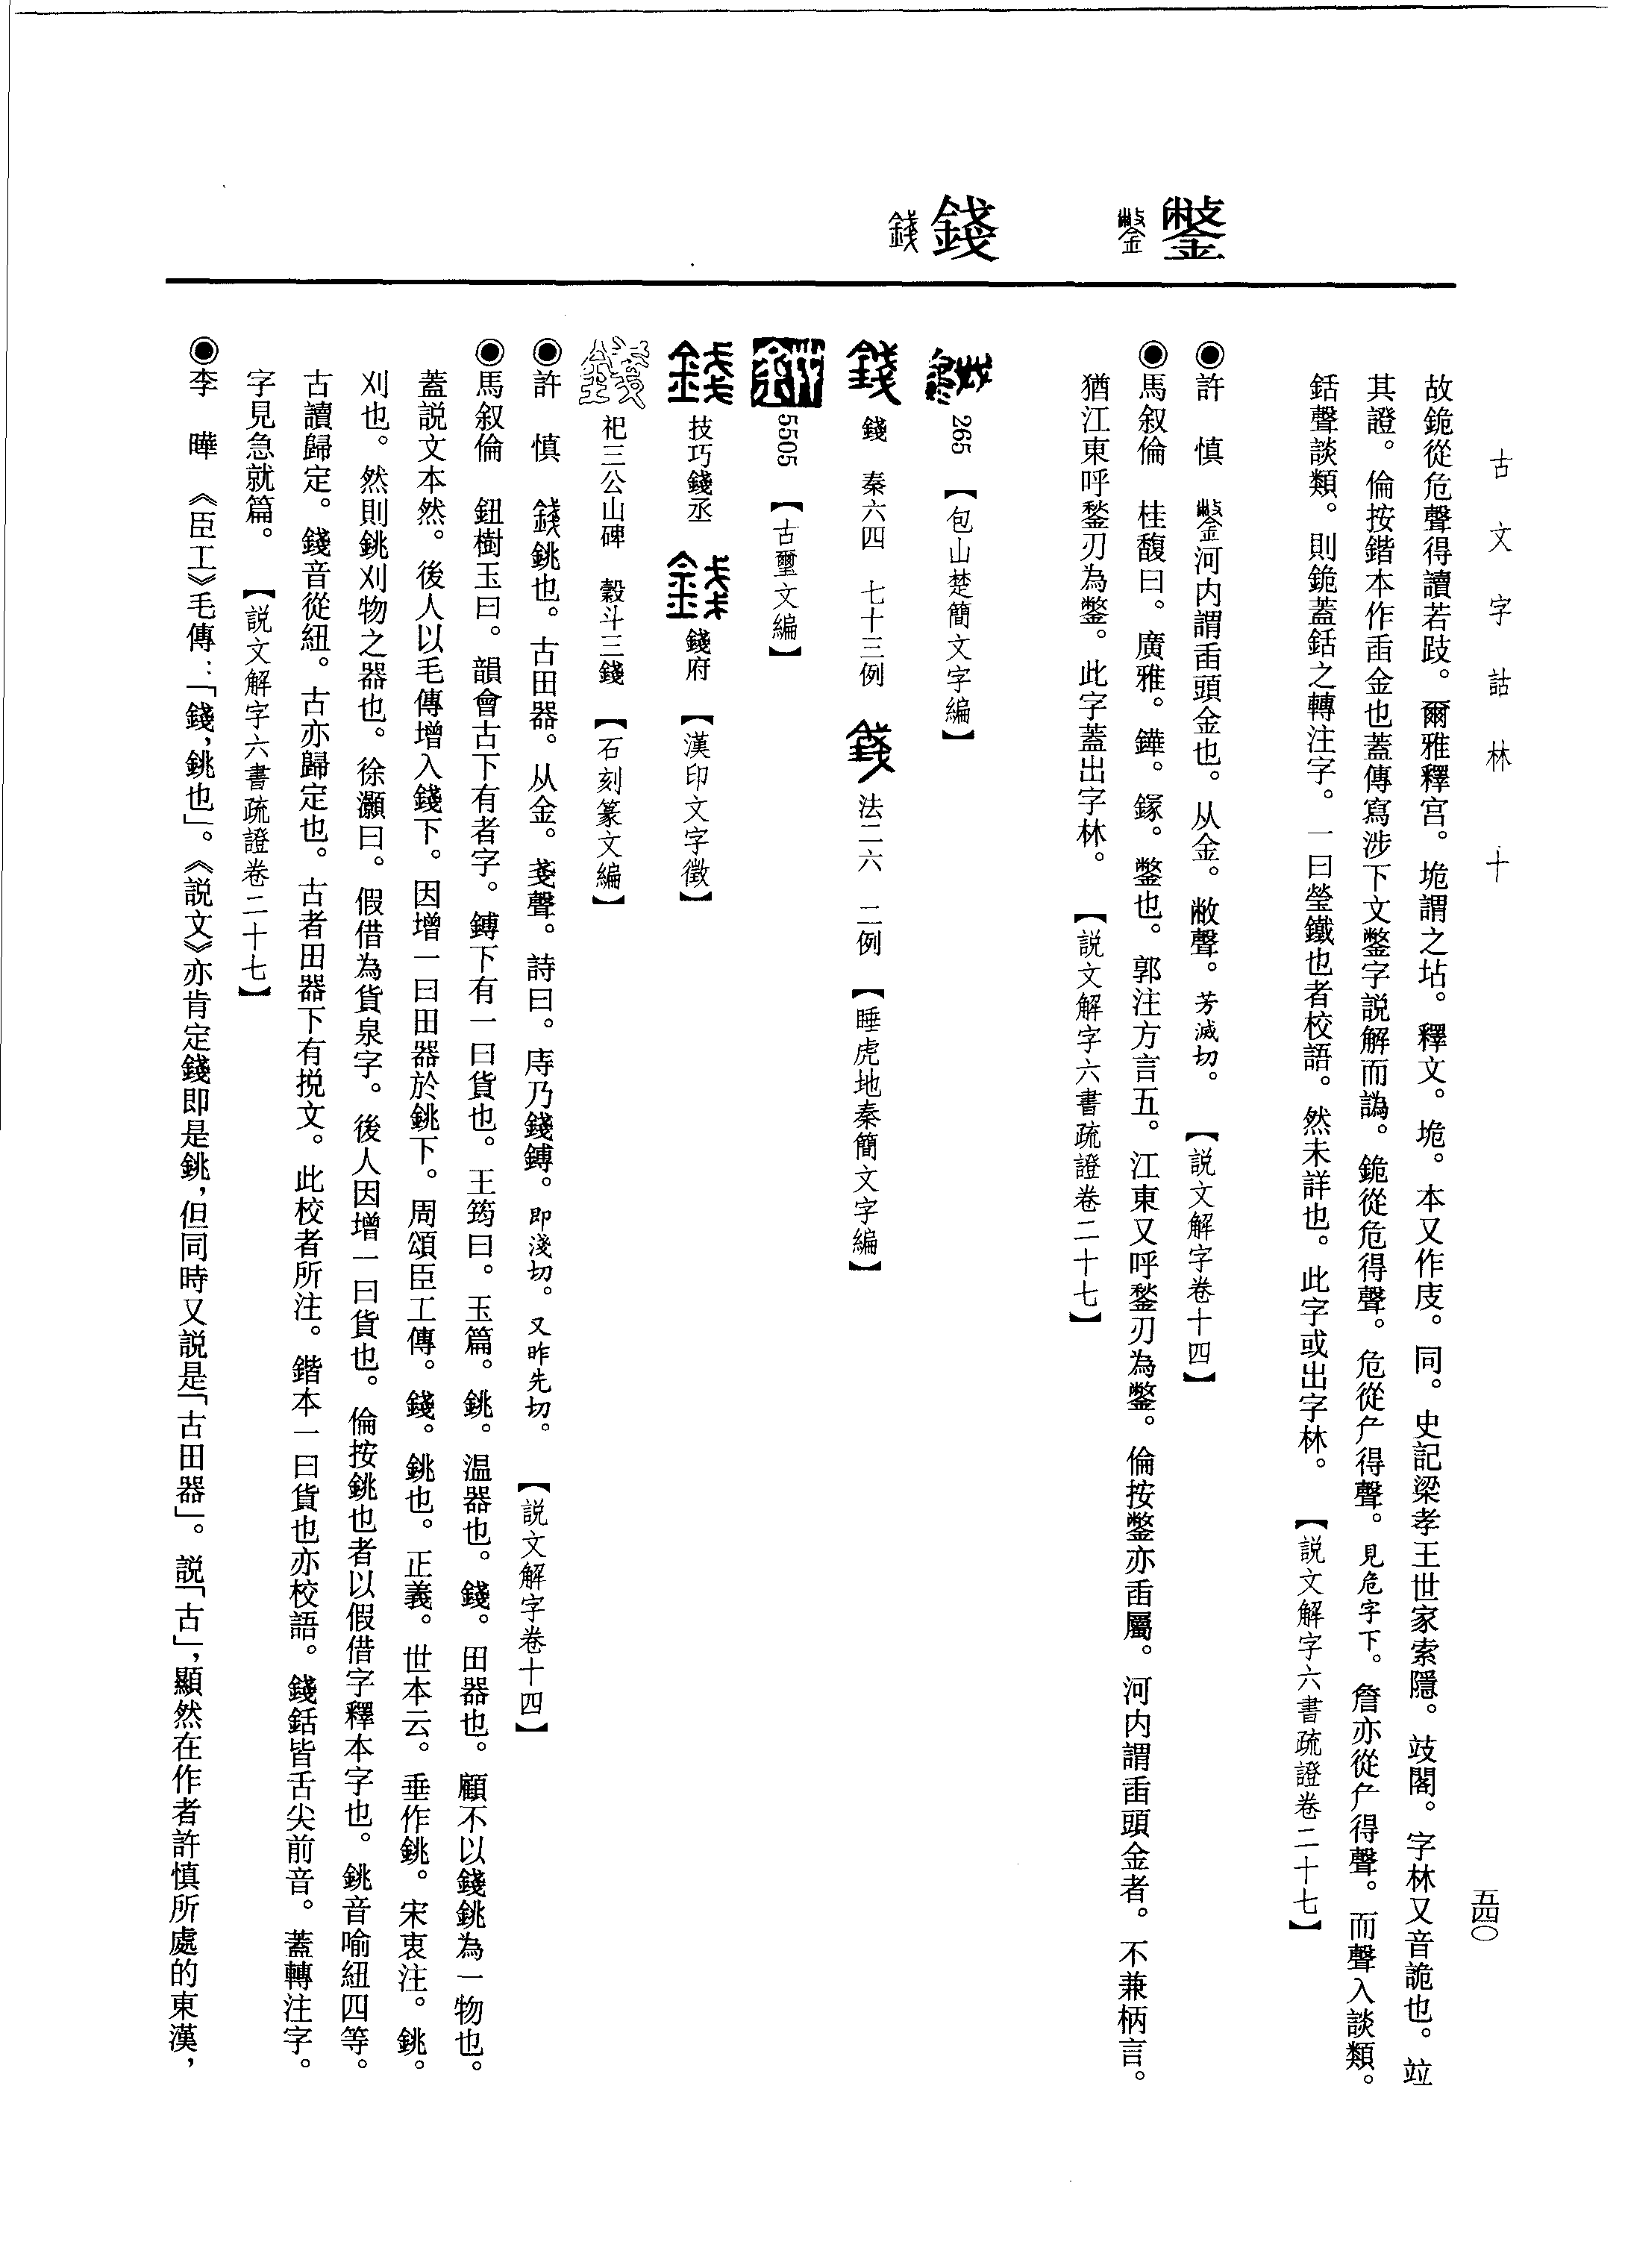 古文字詁林　十
五四〇
故鉋從危聲得讀若跂。爾雅釋宫。垝謂之坫。釋文。垝。本又作庋。同。史記梁孝王世家索隱。攱閣。字林又音詭也。竝
其證。倫按鍇本作臿金也蓋傳寫涉下文鐅字説解而譌。鉋從危得聲。危從厃得聲。見危字下。詹亦從厃得聲。而聲入談類。
銛聲談類。則鉋蓋銛之轉注字。一曰瑩鐵也者校語。然未詳也。此字或出字林。　【説文解字六書疏證卷二十七】
鐅
鐅
◉許　慎　鐅河内謂臿頭金也。从金。敝聲。芳滅切。　【説文解字卷十四】
◉馬叙倫　桂馥曰。廣雅。鏵。鎵。鐅也。郭注方言五。江東又呼鍫刃為鐅。倫按鐅亦臿屬。河内謂臿頭金者。不兼柄言。
猶江東呼鍫刃為鐅。此字蓋出字林。　【説文解字六書疏證卷二十七】
錢
錢
265　【包山楚簡文字編】
錢　錢　秦六四　七十三例　錢　法二六　二例　【睡虎地秦簡文字編】
5505　【古璽文編】
錢　技巧錢丞　錢　錢府　【漢印文字徵】
錢　祀三公山碑　穀斗三錢　【石刻篆文編】
◉許　慎　錢銚也。古田器。从金。戔聲。詩曰。庤乃錢鎛。即淺切。又昨先切。　【説文解字卷十四】
◉馬叙倫　鈕樹玉曰。韻會古下有者字。鎛下有一曰貨也。王筠曰。玉篇。銚。温器也。錢。田器也。顧不以錢銚為一物也。
蓋説文本然。後人以毛傳增入錢下。因增一曰田器於銚下。周頌臣工傳。錢。銚也。正義。世本云。垂作銚。宋衷注。銚。
刈也。然則銚刈物之器也。徐灝曰。假借為貨泉字。後人因增一曰貨也。倫按銚也者以假借字釋本字也。銚音喻紐四等。
古讀歸定。錢音從紐。古亦歸定也。古者田器下有挩文。此校者所注。鍇本一曰貨也亦校語。錢銛皆舌尖前音。蓋轉注字。
字見急就篇。　【説文解字六書疏證卷二十七】
◉李　曄　《臣工》毛傳：「錢，銚也」。《説文》亦肯定錢即是銚，但同時又説是「古田器」。説「古」，顯然在作者許慎所處的東漢，